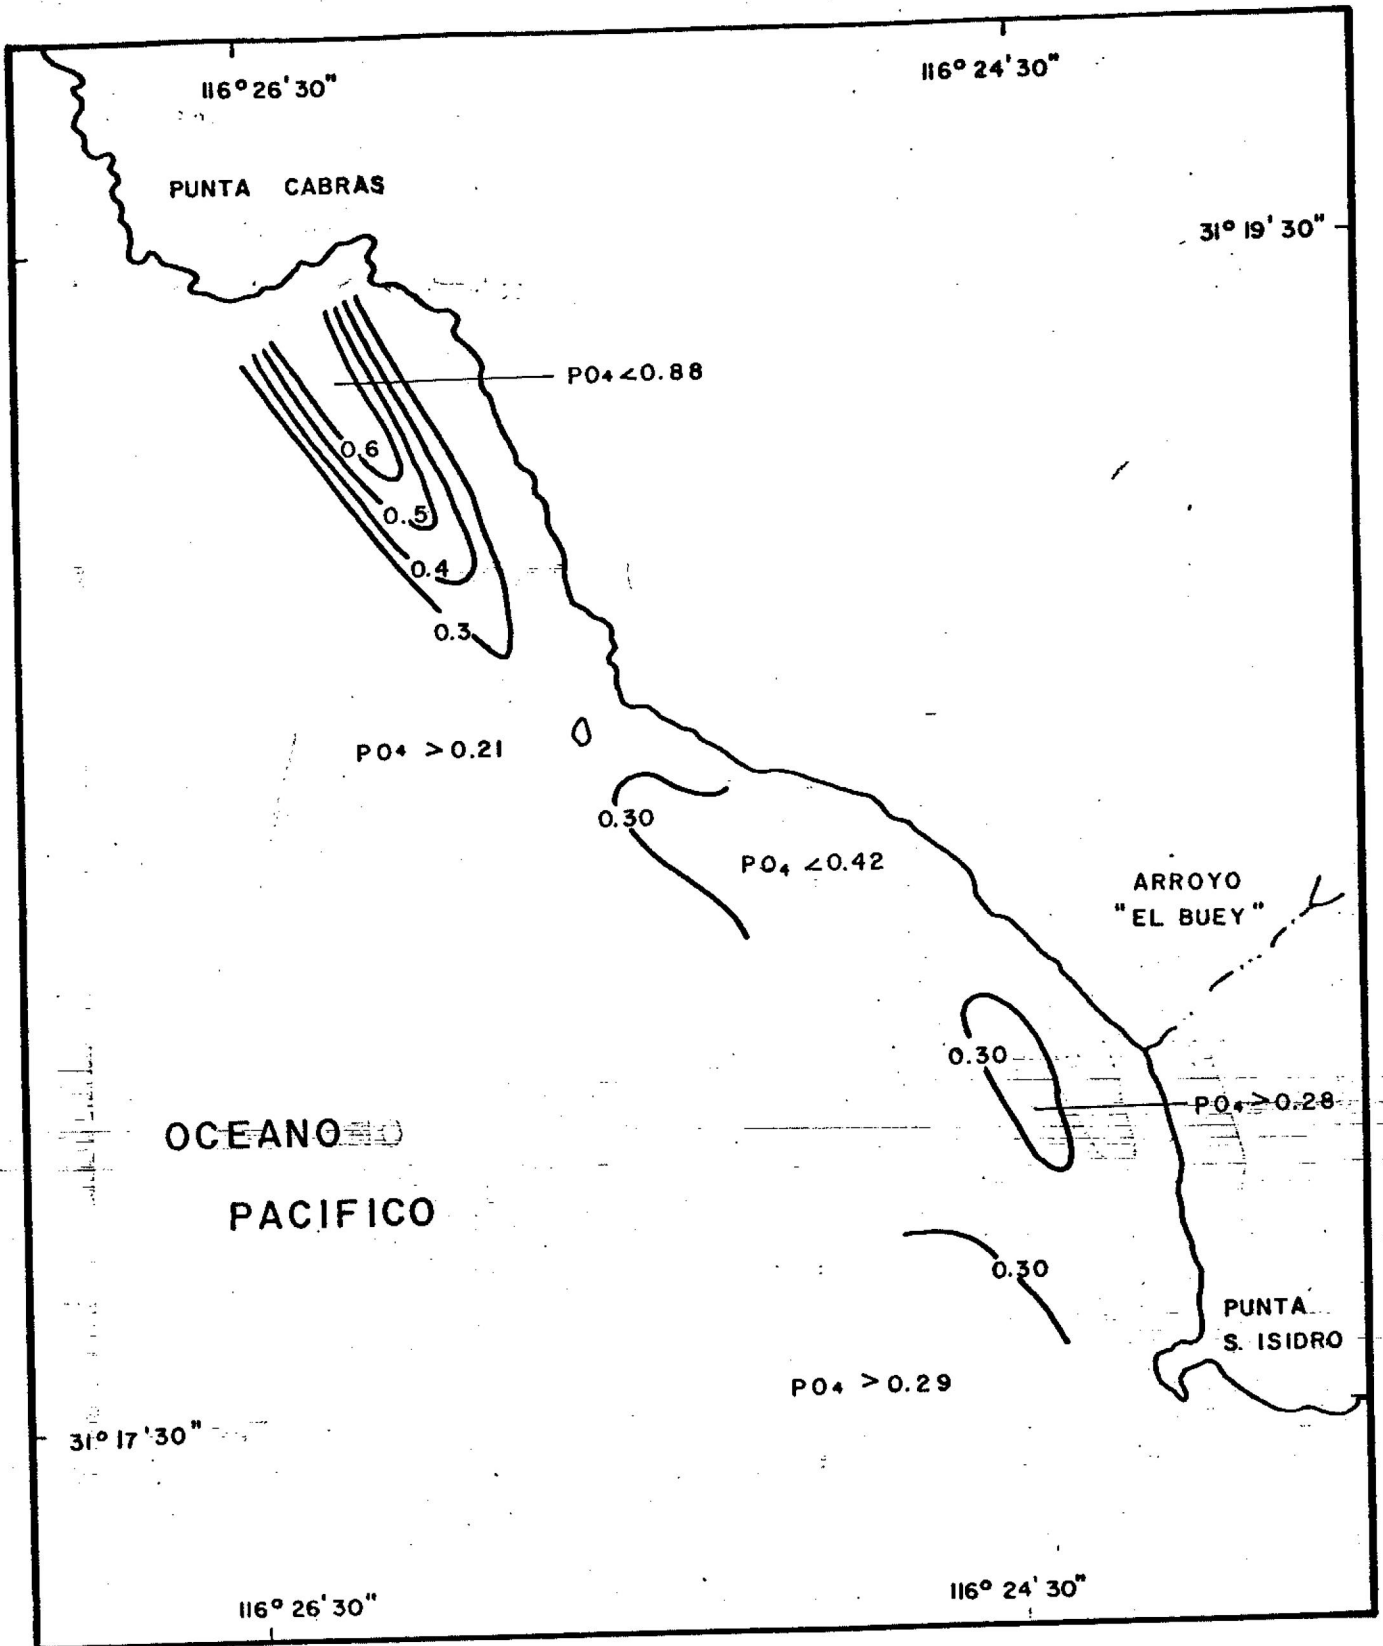 116° 26' 30"
116° 24' 30"
PUNTA CABRAS
31° 19' 30"
PO4 <0.88
0.6
0.5
0.4
0.3
PO4 >0.21
0.30
PO4 <0.42
ARROYO
"EL BUEY"
0.30
PO4 >0.28
OCEANO
PACIFICO
0.30
PUNTA
S. ISIDRO
PO4 >0.29
31° 17' 30"
116° 26' 30"
116° 24' 30"